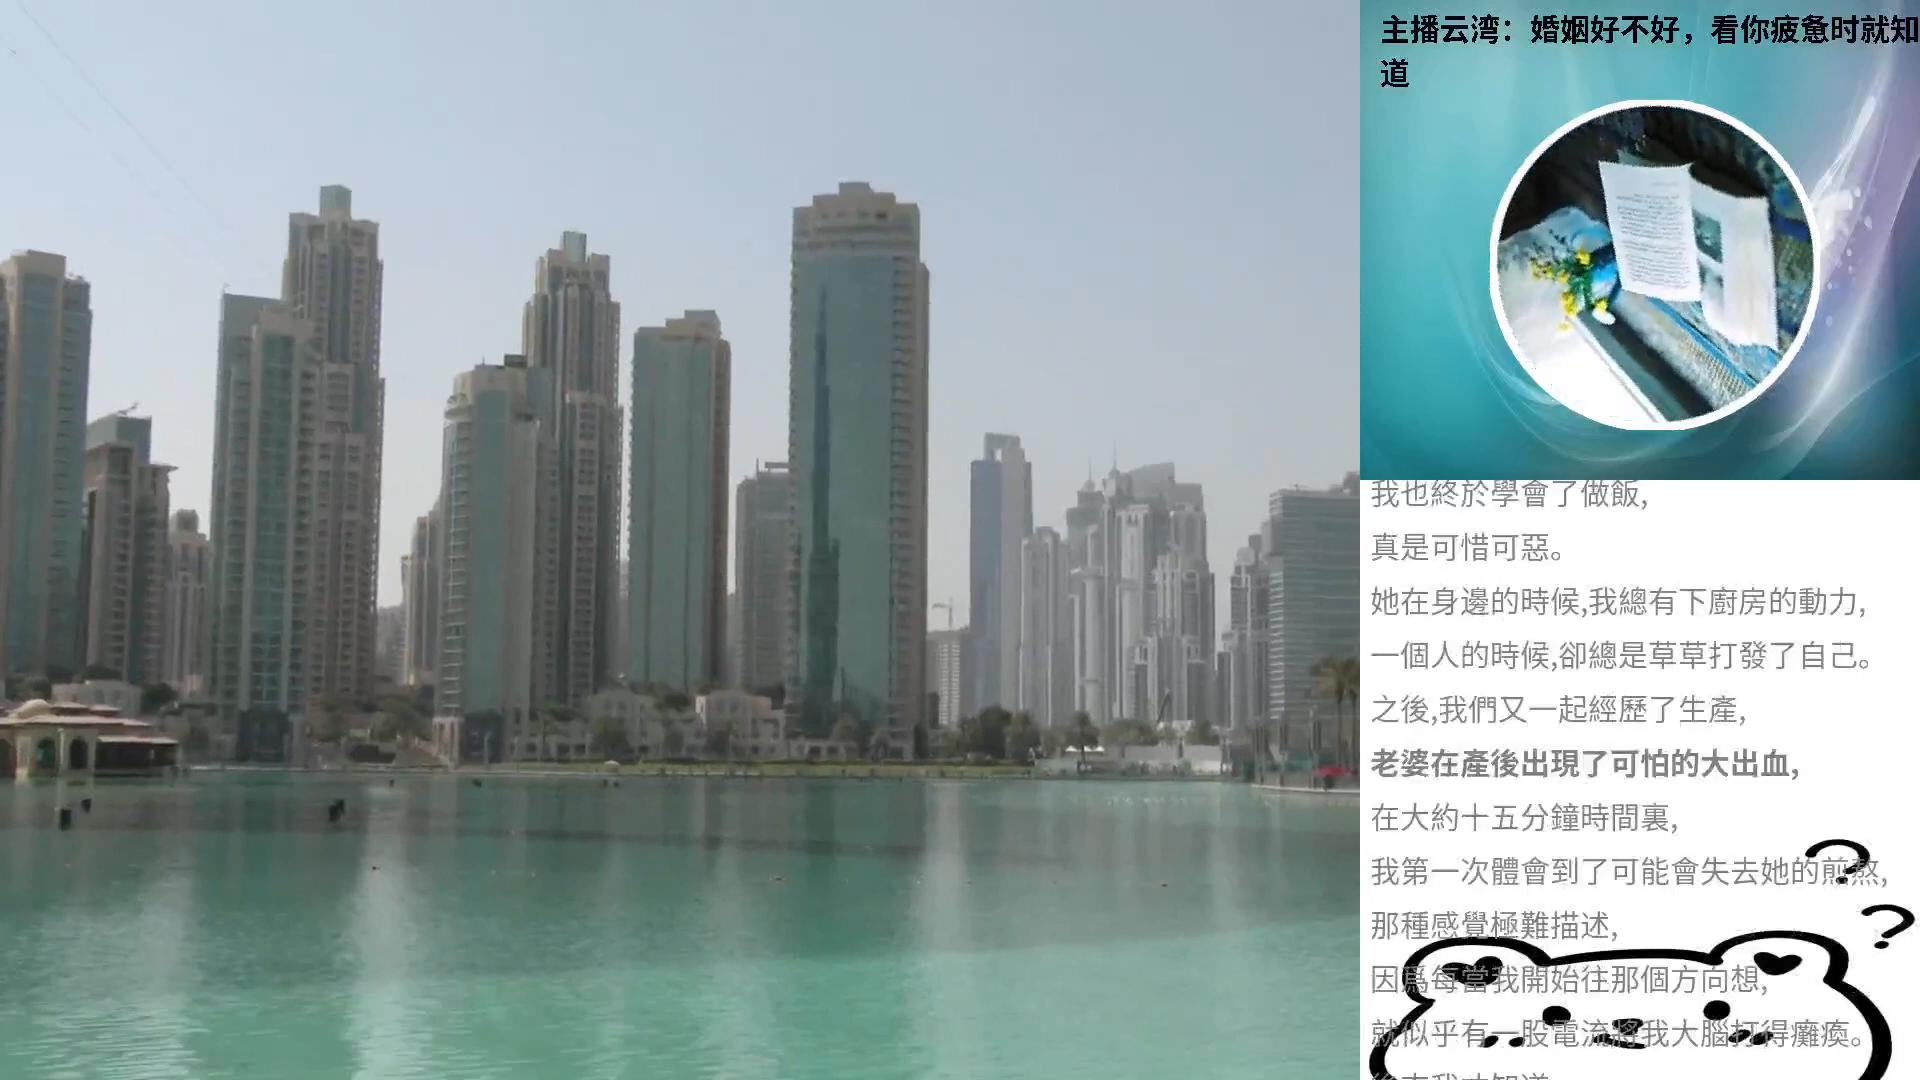 主播云湾：婚姻好不好，看你疲惫时就知
道
我也終於學會了做飯,
真是可惜可惡。
她在身邊的時候,我總有下廚房的動力,
一個人的時候,卻總是草草打發了自己。
之後,我們又一起經歷了生產,
老婆在產後出現了可怕的大出血,
在大約十五分鐘時間裏,
我第一次體會到了可能會失去她的煎熬,
那種感覺極難描述,
因爲每當我開始往那個方向想,
就似乎有一股電流將我大腦打得癱瘓。